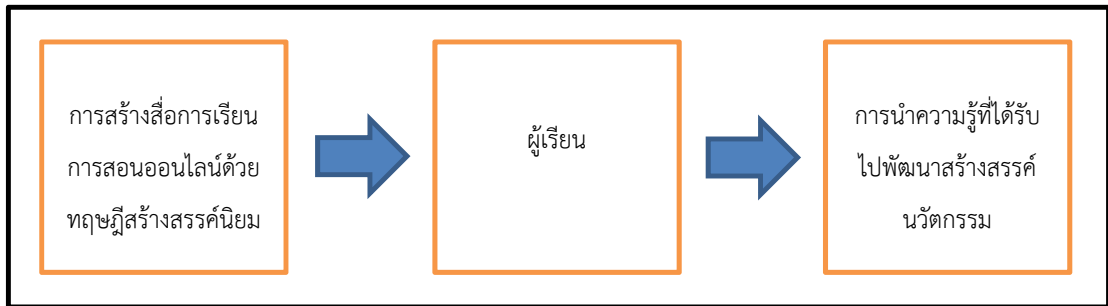 การสร้างสื่อการเรียน
การสอนออนไลน์ด้วย
ทฤษฎีสร้างสรรค์นิยม
ผู้เรียน
การนำความรู้ที่ได้รับ
ไปพัฒนาสร้างสรรค์
นวัตกรรม